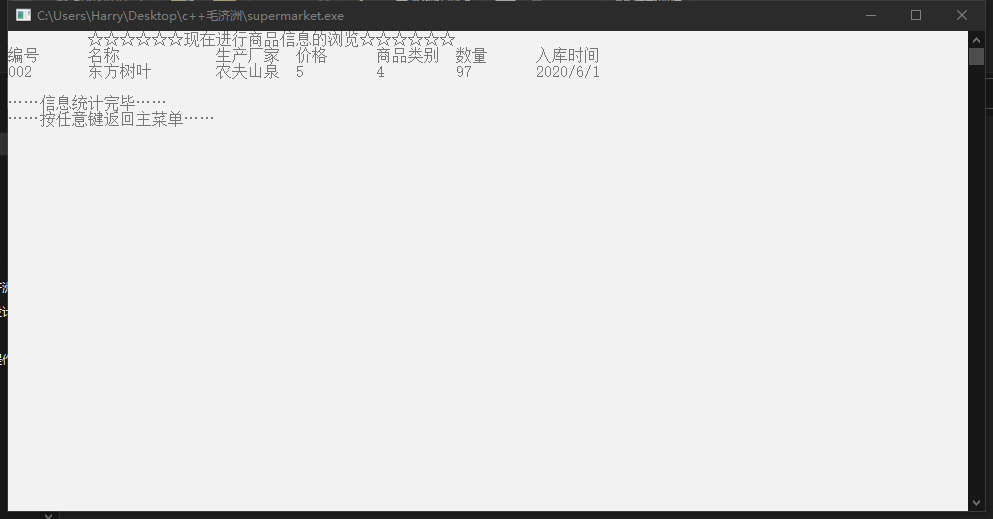 C:\Users\Harry\Desktop\c++毛济洲\supermarket.exe
☆☆☆☆☆☆现在进行商品信息的浏览☆☆☆☆☆☆
编号 名称 生产厂家 价格 商品类别 数量 入库时间
002 东方树叶 农夫山泉 5 4 97 2020/6/1
……信息统计完毕……
……按任意键返回主菜单……